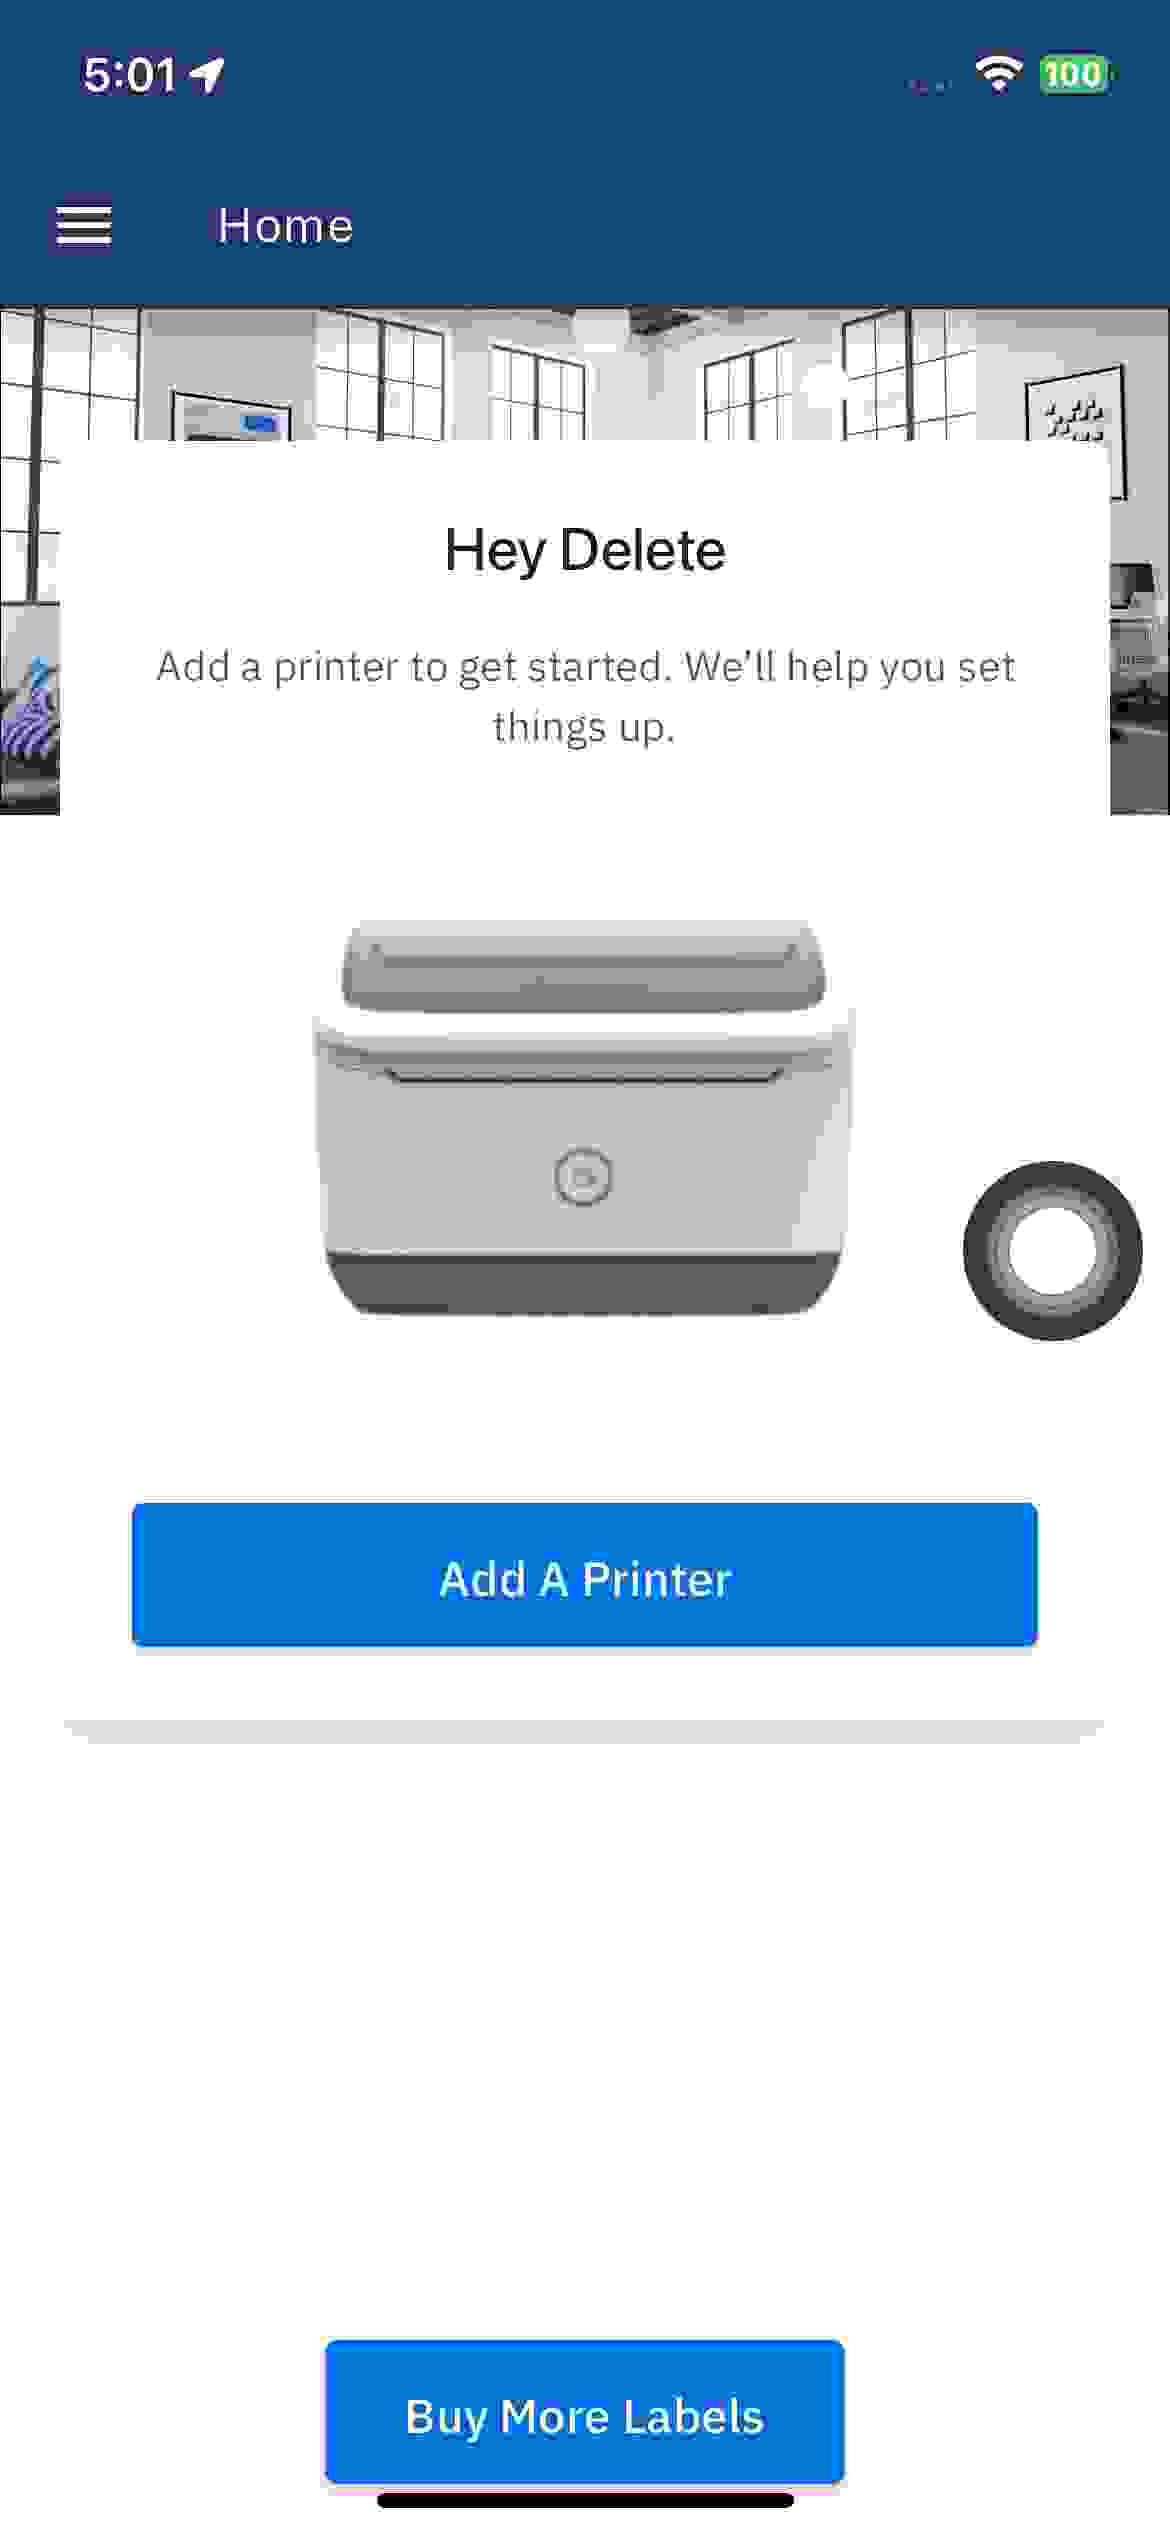 5:01
100
Home
Hey Delete
Add a printer to get started. We'll help you set
things up.
Add A Printer
Buy More Labels